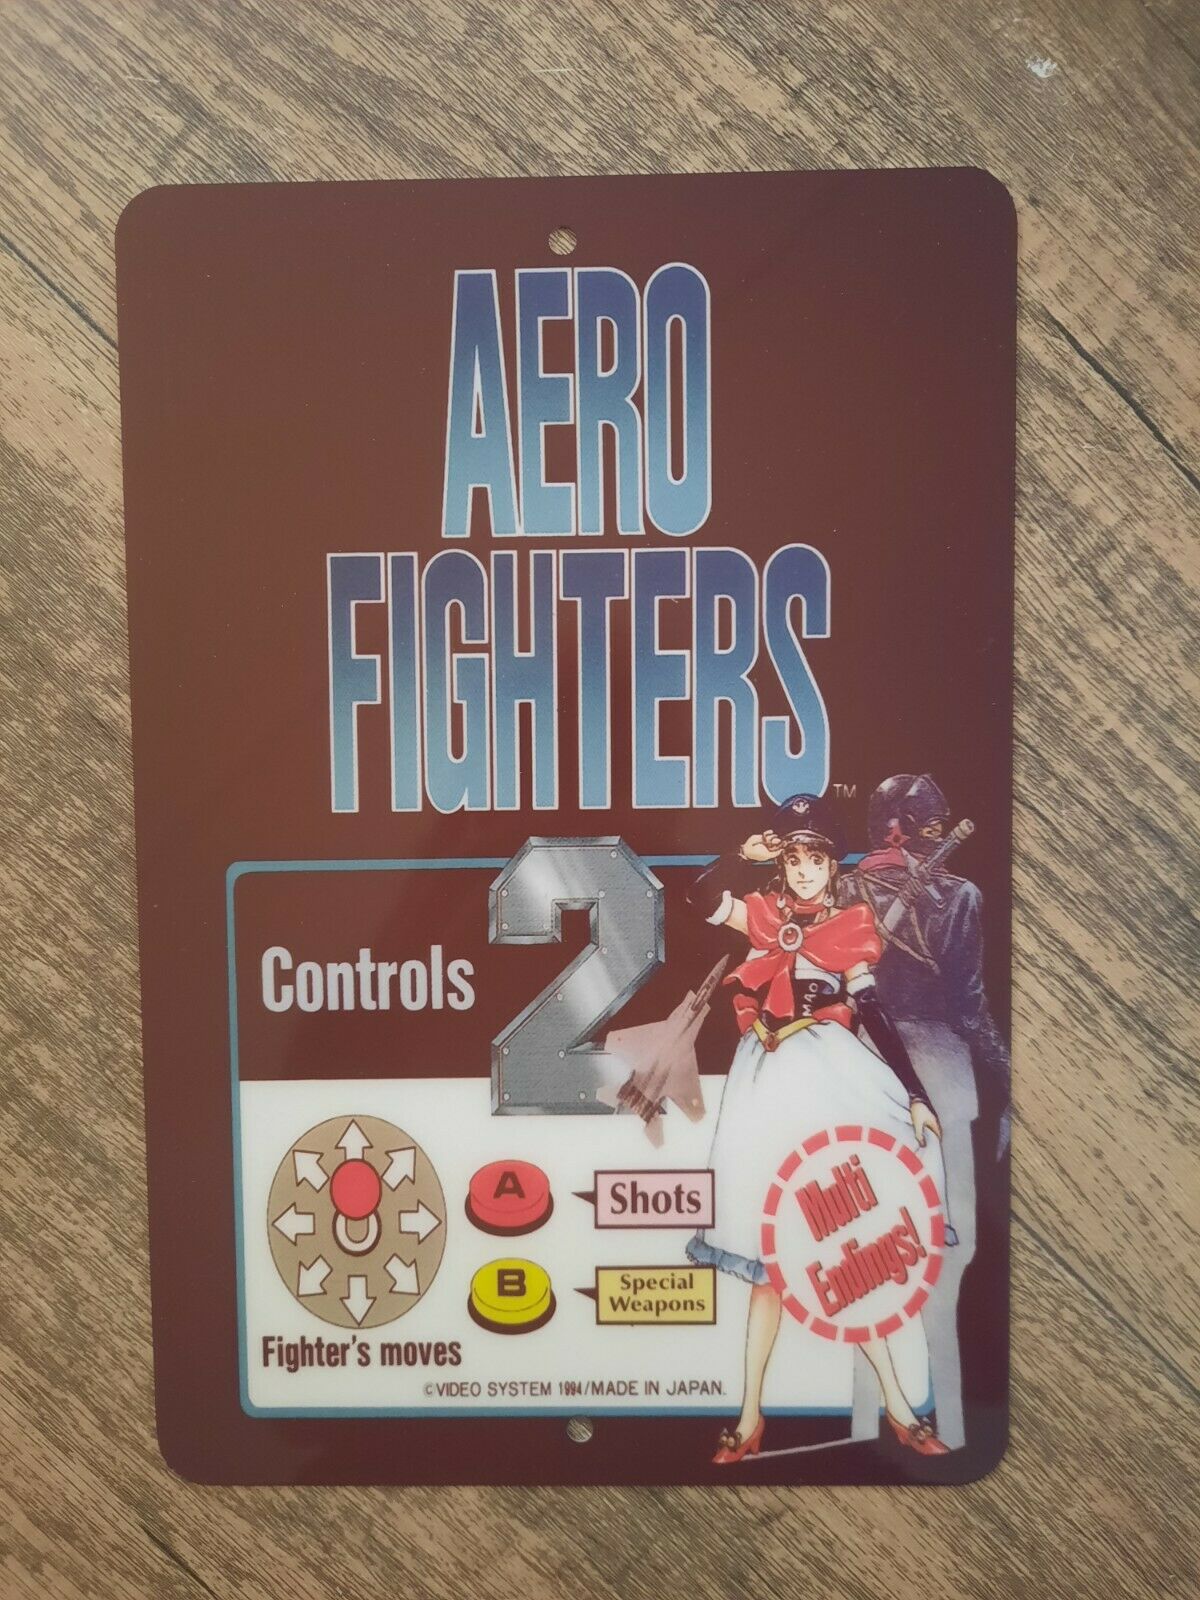 AERO
FIGHTERS
TM
2
Controls
MAO
A
Shots
B
Special
Weapons
Multi
Endings!
Fighter's moves
©VIDEO SYSTEM 1994/MADE IN JAPAN.